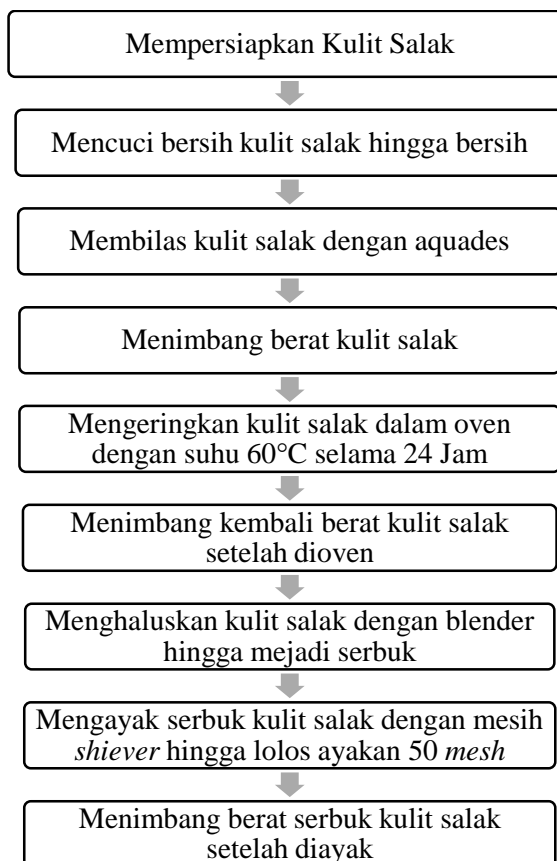 Mempersiapkan Kulit Salak
Mencuci bersih kulit salak hingga bersih
Membilas kulit salak dengan aquades
Menimbang berat kulit salak
Mengeringkan kulit salak dalam oven
dengan suhu 60°C selama 24 Jam
Menimbang kembali berat kulit salak
setelah dioven
Menghaluskan kulit salak dengan blender
hingga mejadi serbuk
Mengayak serbuk kulit salak dengan mesih
shiever hingga lolos ayakan 50 mesh
Menimbang berat serbuk kulit salak
setelah diayak